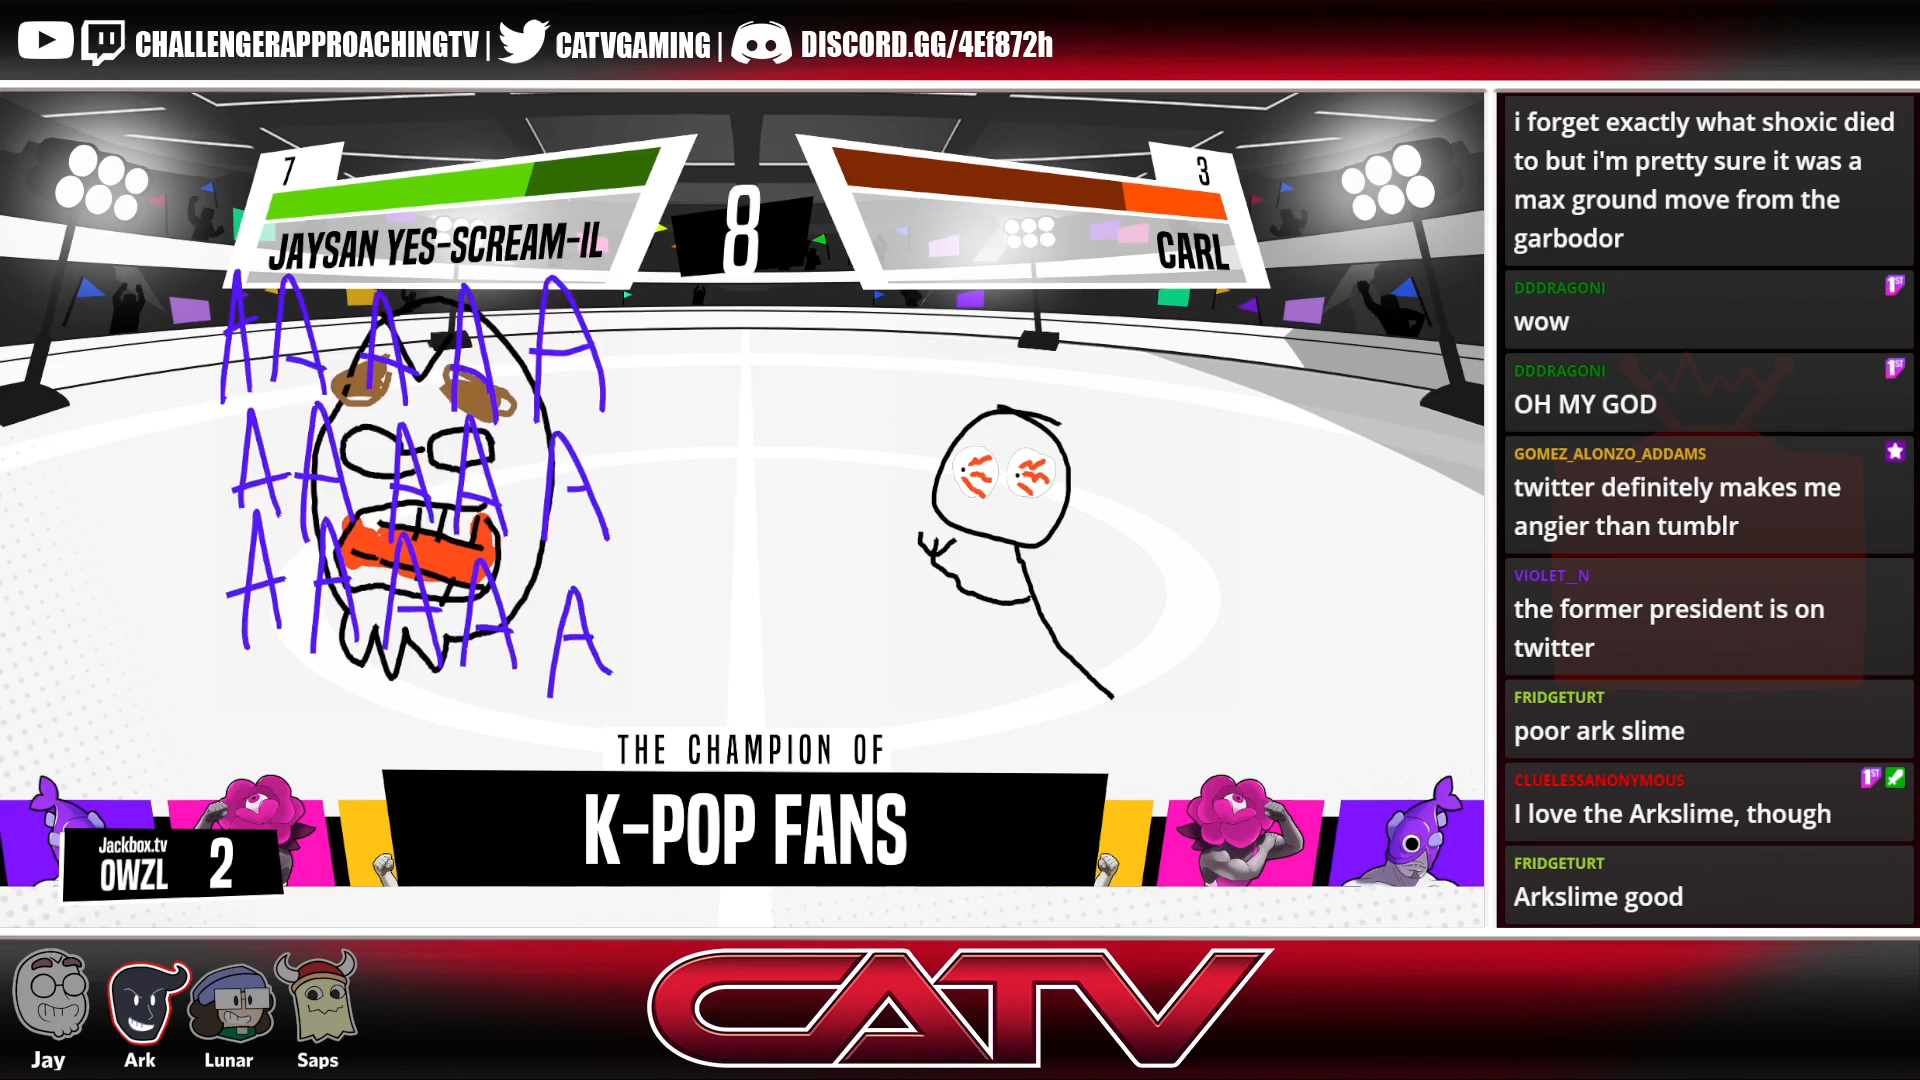 CHALLENGERAPPROACHINGTV | CATVGAMING | DISCORD.GG/4Ef872h
7
JAYSAN YES-SCREAM-IL
8
3
CARL
A A A A A
A A A A A
A A A A A
THE CHAMPION OF
K-POP FANS
Jackbox.tv
OWZL
2
i forget exactly what shoxic died
to but i'm pretty sure it was a
max ground move from the
garbodor
DDDRAGONI 1ST
wow
DDDRAGONI 1ST
OH MY GOD
GOMEZ_ALONZO_ADDAMS
twitter definitely makes me
angier than tumblr
VIOLET__N
the former president is on
twitter
FRIDGETURT
poor ark slime
CLUELESSANONYMOUS 1ST
I love the Arkslime, though
FRIDGETURT
Arkslime good
Jay
Ark
Lunar
Saps
CATV